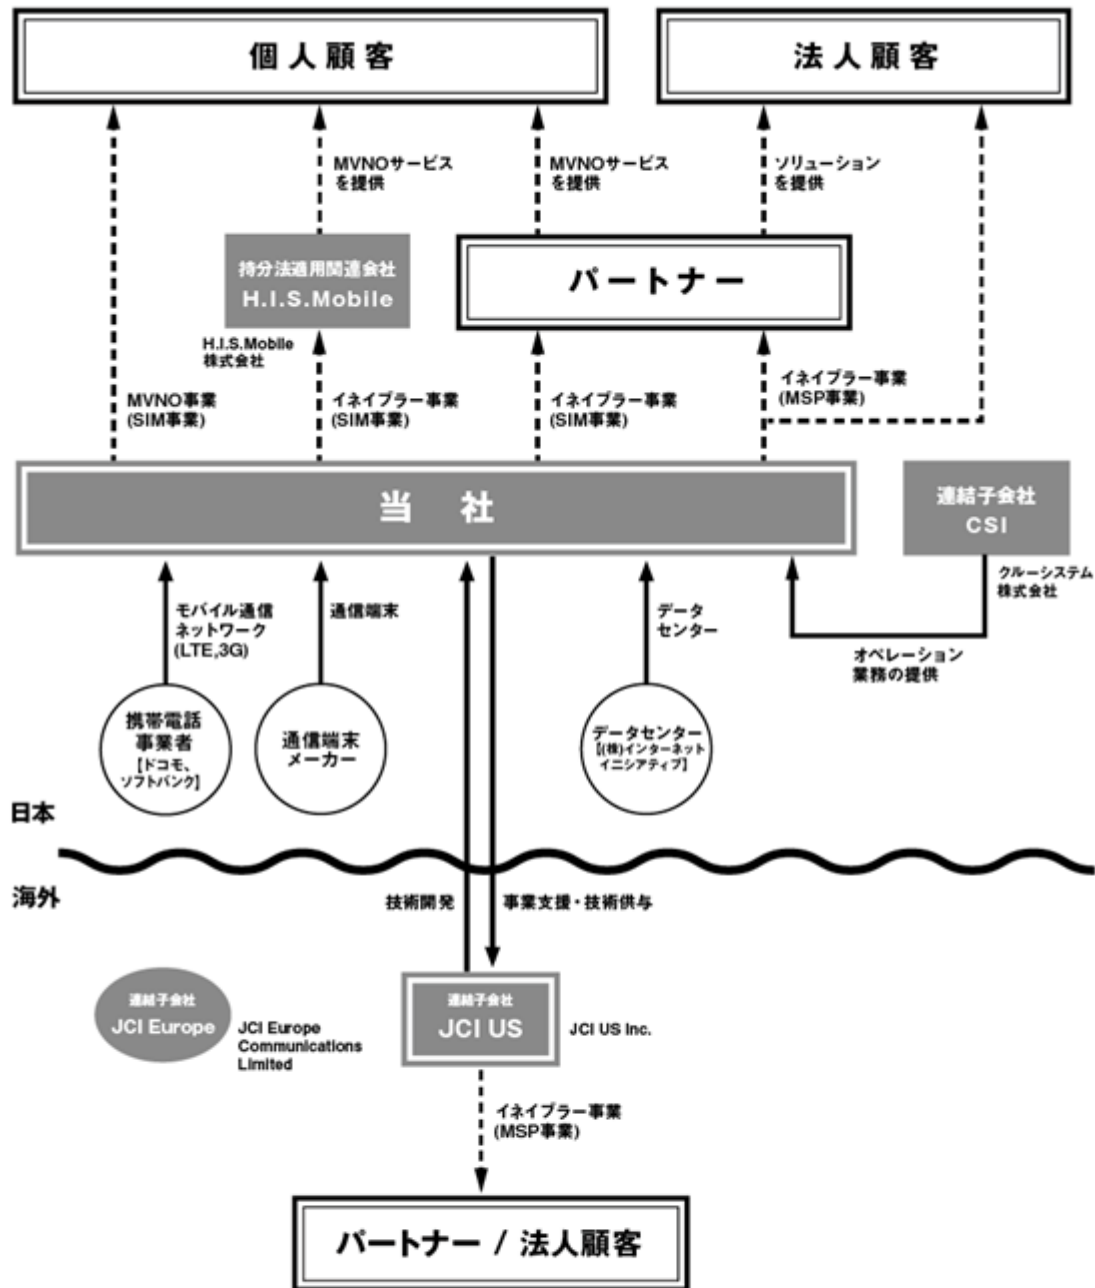 個人顧客
法人顧客
MVNOサービス
を提供
MVNOサービス
を提供
ソリューション
を提供
持分法適用関連会社
H.I.S.Mobile
パートナー
H.I.S.Mobile
株式会社
MVNO事業
(SIM事業)
イネイブラー事業
(SIM事業)
イネイブラー事業
(SIM事業)
イネイブラー事業
(MSP事業)
当社
連結子会社
CSI
クルーシステム
株式会社
モバイル通信
ネットワーク
(LTE,3G)
通信端末
データ
センター
オペレーション
業務の提供
携帯電話
事業者
【ドコモ、
ソフトバンク】
通信端末
メーカー
データセンター
【(株)インターネット
イニシアティブ】
日本
海外
技術開発
事業支援・技術供与
連結子会社
JCI Europe
JCI Europe
Communications
Limited
連結子会社
JCI US
JCI US Inc.
イネイブラー事業
(MSP事業)
パートナー / 法人顧客